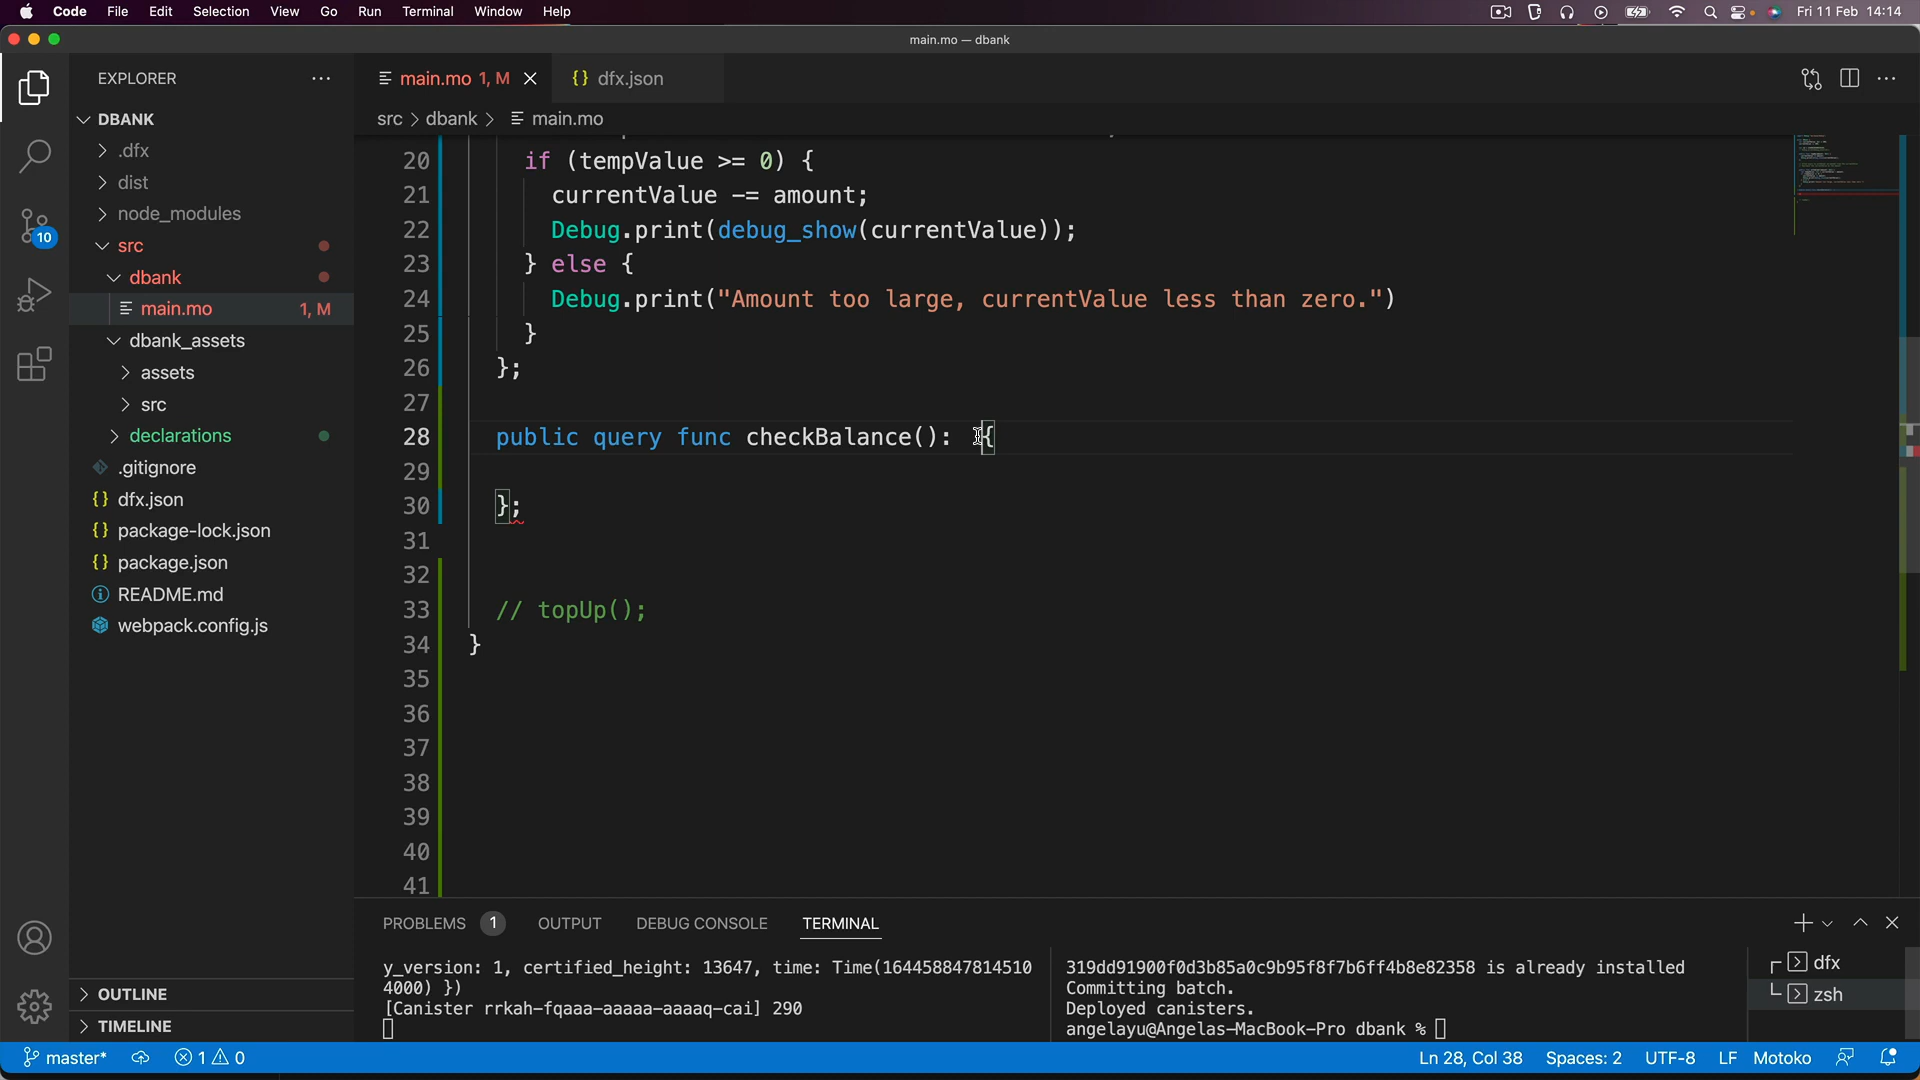 Code File Edit Selection View Go Run Terminal Window Help Fri 11 Feb 14:14
main.mo — dbank
EXPLORER
DBANK
.dfx
dist
node_modules
src
dbank
main.mo 1, M
dbank_assets
assets
src
declarations
.gitignore
{} dfx.json
{} package-lock.json
{} package.json
README.md
webpack.config.js
OUTLINE
TIMELINE
10
main.mo 1, M
{} dfx.json
src > dbank > main.mo
20 if (tempValue >= 0) {
21 currentValue -= amount;
22 Debug.print(debug_show(currentValue));
23 } else {
24 Debug.print("Amount too large, currentValue less than zero.")
25 }
26 };
27
28 public query func checkBalance(): {
29
30 };
31
32
33 // topUp();
34 }
35
36
37
38
39
40
41
PROBLEMS 1 OUTPUT DEBUG CONSOLE TERMINAL
y_version: 1, certified_height: 13647, time: Time(164458847814510
4000) })
[Canister rrkah-fqaaa-aaaaa-aaaaq-cai] 290
319dd91900f0d3b85a0c9b95f8f7b6ff4b8e82358 is already installed
Committing batch.
Deployed canisters.
angelayu@Angelas-MacBook-Pro dbank %
dfx
zsh
master* 1 0 Ln 28, Col 38 Spaces: 2 UTF-8 LF Motoko